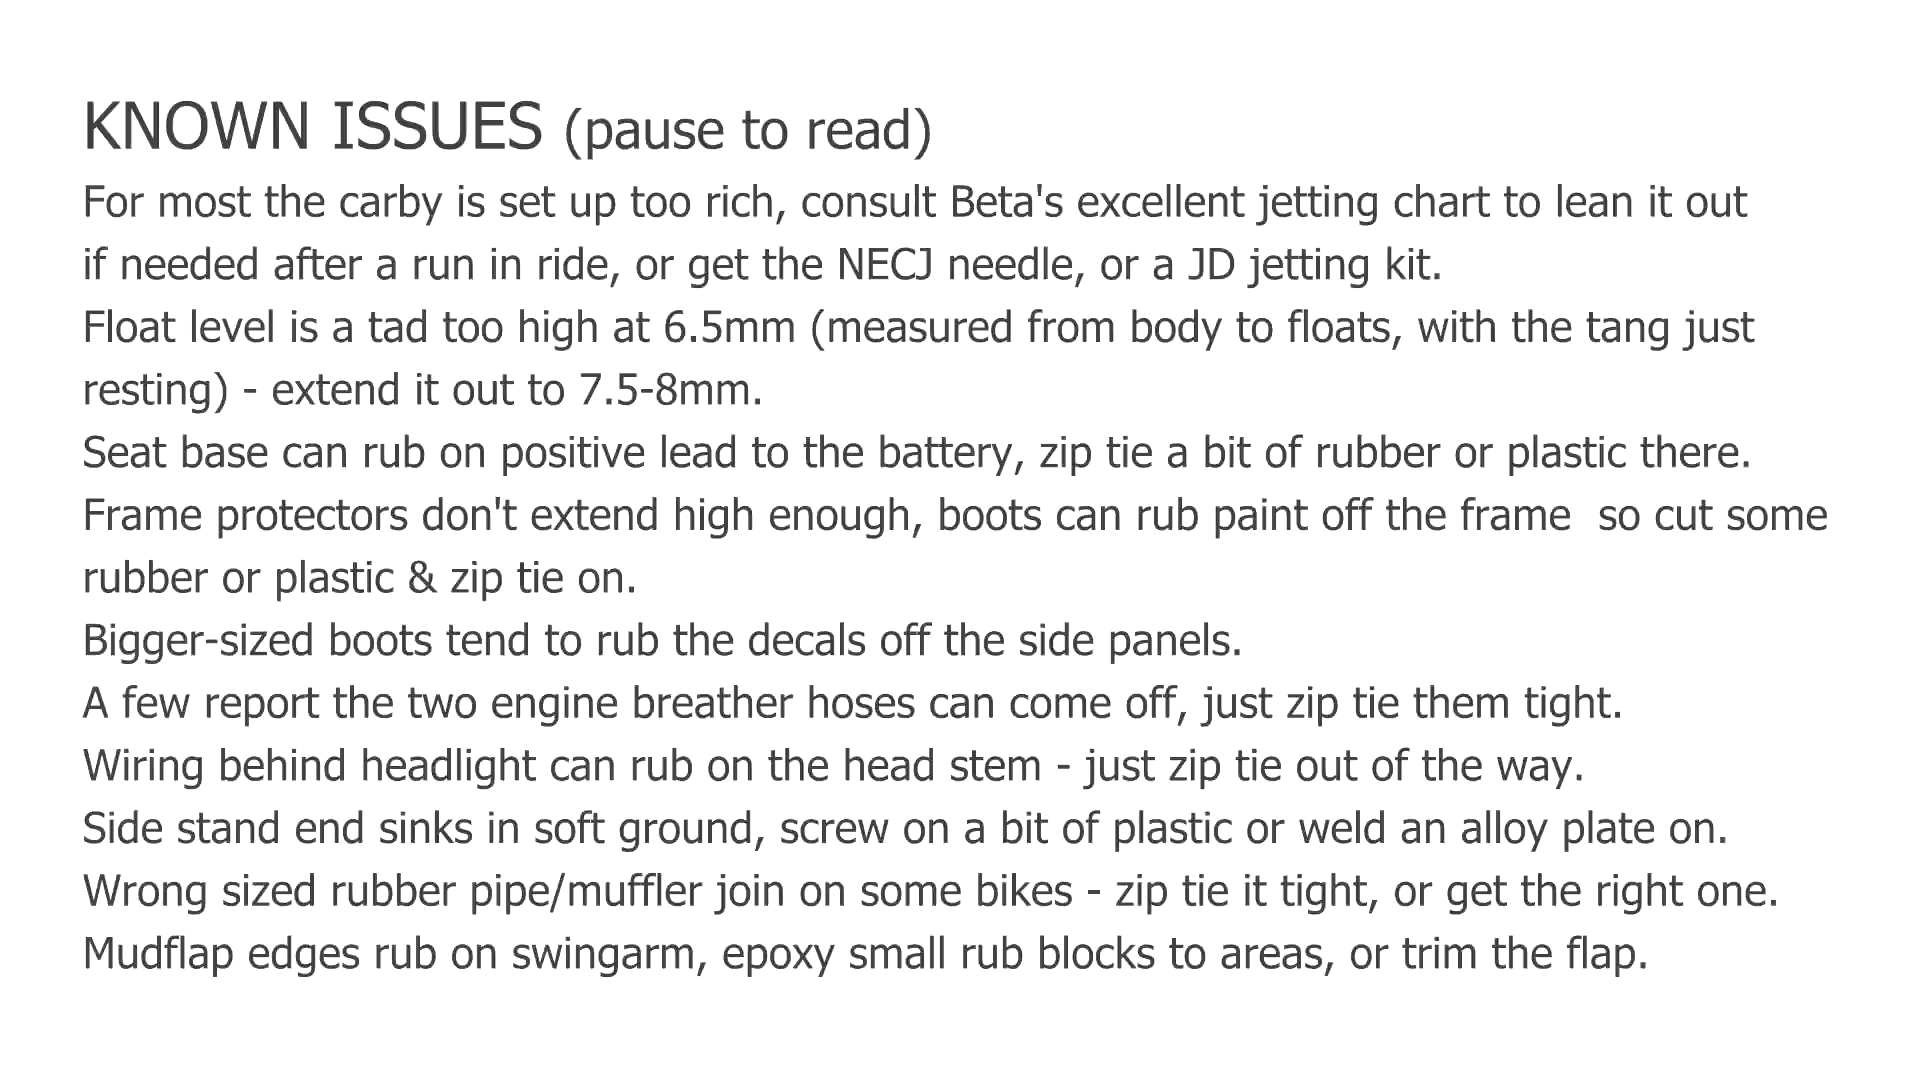 KNOWN ISSUES (pause to read)
For most the carby is set up too rich, consult Beta's excellent jetting chart to lean it out
if needed after a run in ride, or get the NECJ needle, or a JD jetting kit.
Float level is a tad too high at 6.5mm (measured from body to floats, with the tang just
resting) - extend it out to 7.5-8mm.
Seat base can rub on positive lead to the battery, zip tie a bit of rubber or plastic there.
Frame protectors don't extend high enough, boots can rub paint off the frame  so cut some
rubber or plastic & zip tie on.
Bigger-sized boots tend to rub the decals off the side panels.
A few report the two engine breather hoses can come off, just zip tie them tight.
Wiring behind headlight can rub on the head stem - just zip tie out of the way.
Side stand end sinks in soft ground, screw on a bit of plastic or weld an alloy plate on.
Wrong sized rubber pipe/muffler join on some bikes - zip tie it tight, or get the right one.
Mudflap edges rub on swingarm, epoxy small rub blocks to areas, or trim the flap.